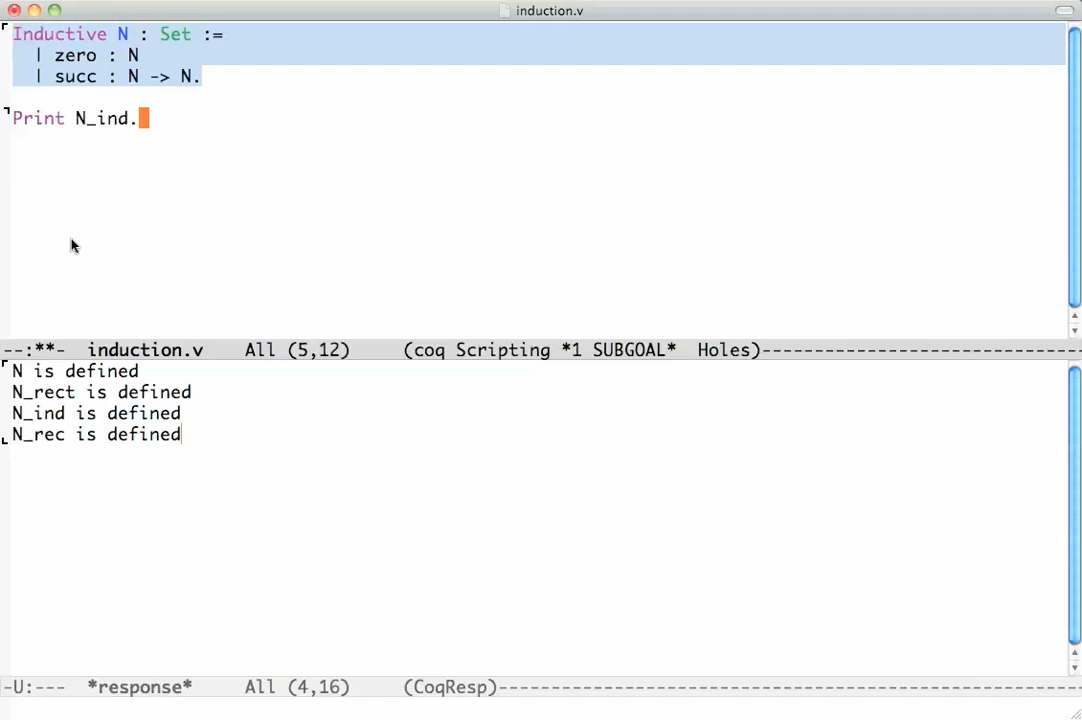 induction.v
Inductive N : Set :=
  | zero : N
  | succ : N -> N.
Print N_ind.
--:**-  induction.v    All (5,12)     (coq Scripting *1 SUBGOAL*  Holes)------------------------------
N is defined
N_rect is defined
N_ind is defined
N_rec is defined
-U:---  *response*     All (4,16)     (CoqResp)-------------------------------------------------------